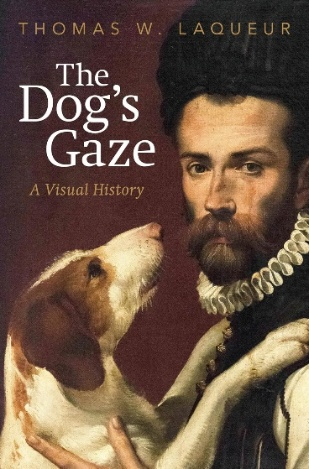 THOMAS W. LAQUEUR
The
Dog's
Gaze
A Visual History